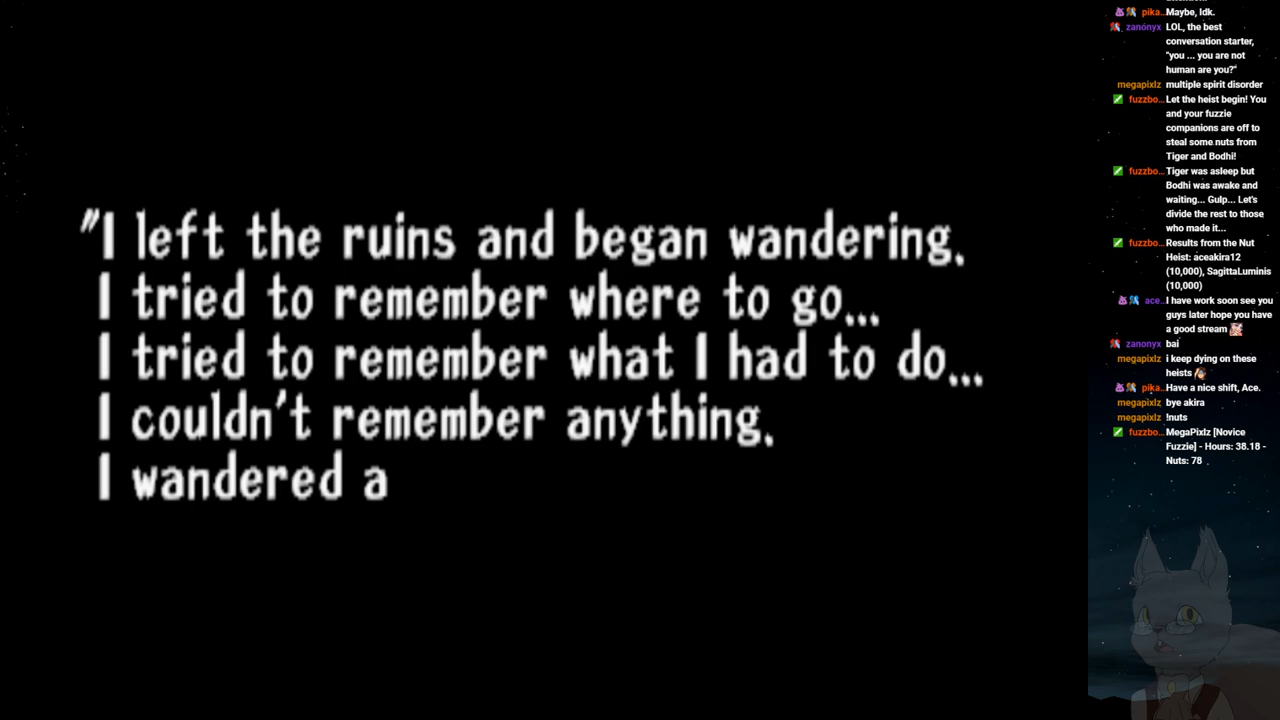 "I left the ruins and began wandering.
I tried to remember where to go...
I tried to remember what I had to do...
I couldn't remember anything.
I wandered a
pika… Maybe, Idk.
zanonyx LOL, the best
conversation starter,
"you ... you are not
human are you?"
megapixlz multiple spirit disorder
fuzzbo… Let the heist begin! You
and your fuzzie
companions are off to
steal some nuts from
Tiger and Bodhi!
fuzzbo… Tiger was asleep but
Bodhi was awake and
waiting... Gulp... Let's
divide the rest to those
who made it...
fuzzbo… Results from the Nut
Heist: aceakira12
(10,000), SagittaLuminis
(10,000)
ace… I have work soon see you
guys later hope you have
a good stream
zanonyx bai
megapixlz i keep dying on these
heists
pika… Have a nice shift, Ace.
megapixlz bye akira
megapixlz !nuts
fuzzbo… MegaPixlz [Novice
Fuzzie] - Hours: 38.18 -
Nuts: 78